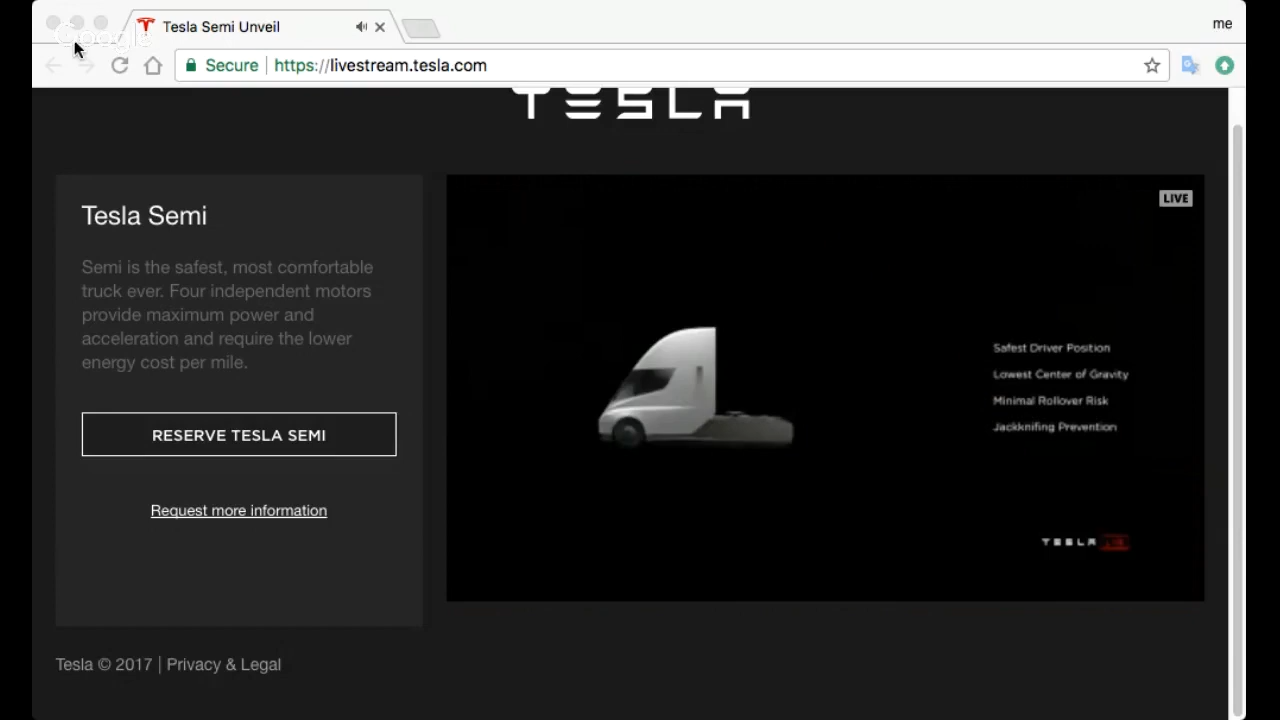 Google
Tesla Semi Unveil
me
Secure | https://livestream.tesla.com
TESLA
LIVE
Tesla Semi
Semi is the safest, most comfortable
truck ever. Four independent motors
provide maximum power and
acceleration and require the lower
energy cost per mile.
RESERVE TESLA SEMI
Request more information
Safest Driver Position
Lowest Center of Gravity
Minimal Rollover Risk
Jackknifing Prevention
TESLA
Tesla © 2017 | Privacy & Legal